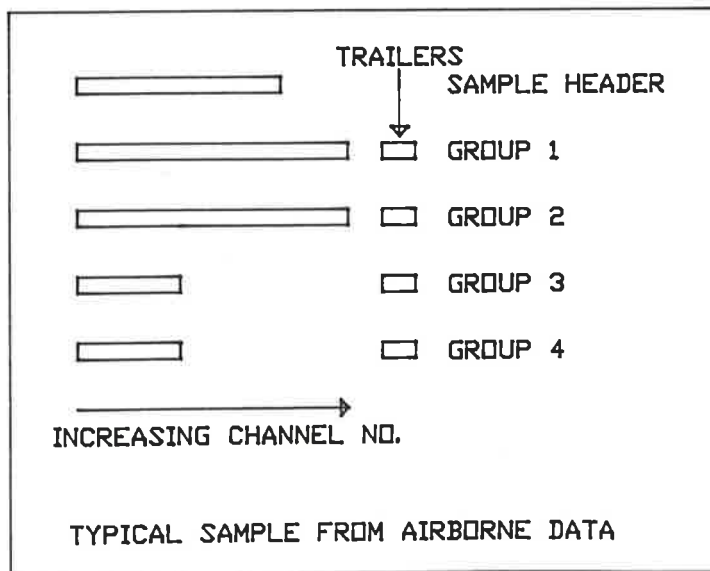 TRAILERS
SAMPLE HEADER
GROUP 1
GROUP 2
GROUP 3
GROUP 4
INCREASING CHANNEL NO.
TYPICAL SAMPLE FROM AIRBORNE DATA